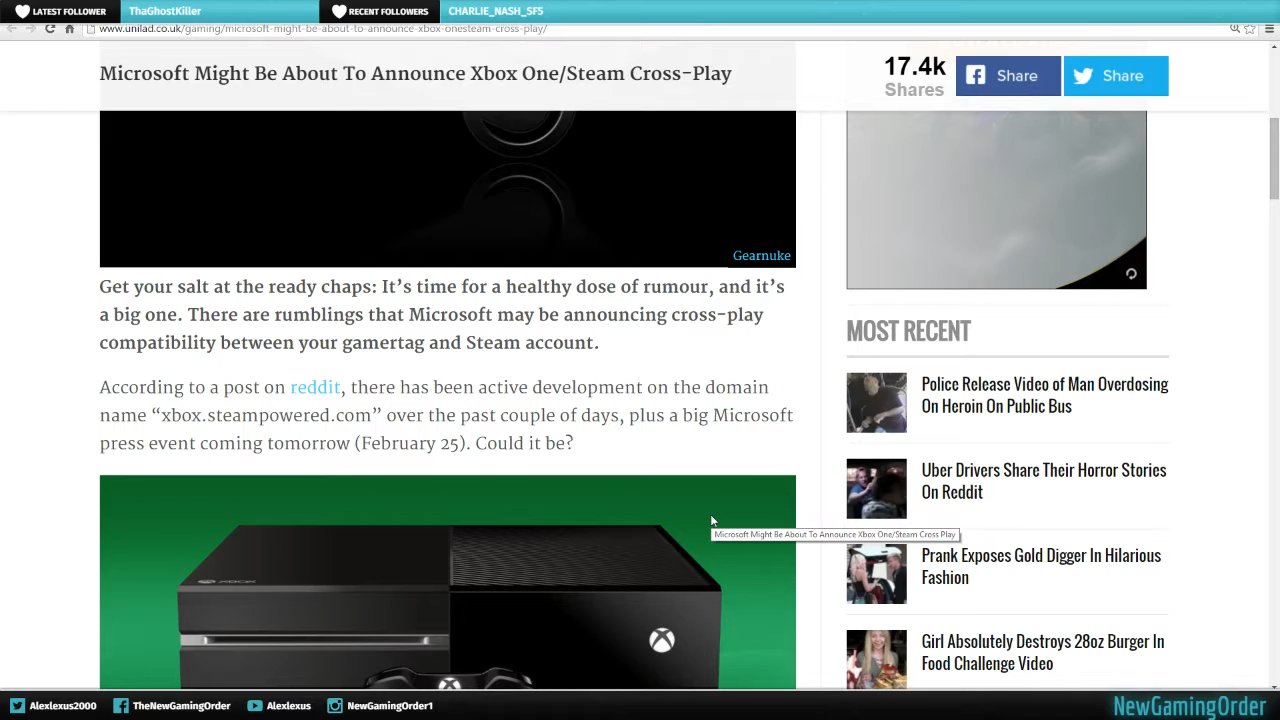 LATEST FOLLOWER
ThaGhostKiller
RECENT FOLLOWERS
CHARLIE_NASH_SF5
www.unilad.co.uk/gaming/microsoft-might-be-about-to-announce-xbox-onesteam-cross-play/
Microsoft Might Be About To Announce Xbox One/Steam Cross-Play
17.4k
Shares
Share
Share
Gearnuke
Get your salt at the ready chaps: It’s time for a healthy dose of rumour, and it’s
a big one. There are rumblings that Microsoft may be announcing cross-play
compatibility between your gamertag and Steam account.
According to a post on reddit, there has been active development on the domain
name “xbox.steampowered.com” over the past couple of days, plus a big Microsoft
press event coming tomorrow (February 25). Could it be?
Microsoft Might Be About To Announce Xbox One/Steam Cross Play
XBOX
MOST RECENT
Police Release Video of Man Overdosing
On Heroin On Public Bus
Uber Drivers Share Their Horror Stories
On Reddit
Prank Exposes Gold Digger In Hilarious
Fashion
Girl Absolutely Destroys 28oz Burger In
Food Challenge Video
Alexlexus2000
TheNewGamingOrder
Alexlexus
NewGamingOrder1
NewGamingOrder